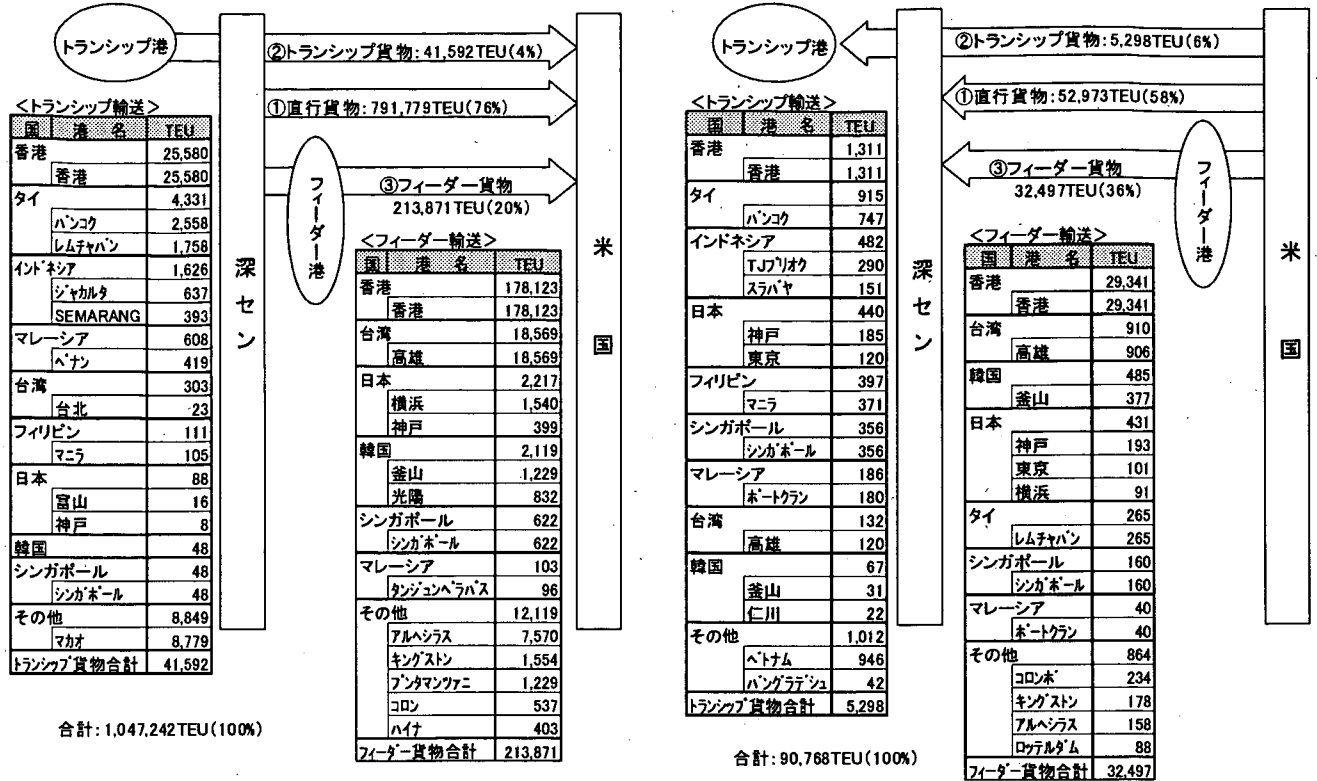 トランシップ港
②トランシップ貨物:41,592TEU(4%)
①直行貨物:791,779TEU(76%)
フィーダー港
③フィーダー貨物
213,871TEU(20%)
深セン
米国
<トランシップ輸送>
国 港名 TEU
香港 25,580
香港 25,580
タイ 4,331
バンコク 2,558
レムチャバン 1,758
インドネシア 1,626
ジャカルタ 637
SEMARANG 393
マレーシア 608
ペナン 419
台湾 303
台北 23
フィリピン 111
マニラ 105
日本 88
富山 16
神戸 8
韓国 48
シンガポール 48
シンガポール 48
その他 8,849
マカオ 8,779
トランシップ貨物合計 41,592
合計:1,047,242TEU(100%)
<フィーダー輸送>
国 港名 TEU
香港 178,123
香港 178,123
台湾 18,569
高雄 18,569
日本 2,217
横浜 1,540
神戸 399
韓国 2,119
釜山 1,229
光陽 832
シンガポール 622
シンガポール 622
マレーシア 103
タンジュンペラパス 96
その他 12,119
アルヘシラス 7,570
キングストン 1,554
プンタマンツァニ 1,229
コロン 537
ハイナ 403
フィーダー貨物合計 213,871
トランシップ港
②トランシップ貨物:5,298TEU(6%)
①直行貨物:52,973TEU(58%)
フィーダー港
③フィーダー貨物
32,497TEU(36%)
深セン
米国
<トランシップ輸送>
国 港名 TEU
香港 1,311
香港 1,311
タイ 915
バンコク 747
インドネシア 482
TJプリオク 290
スラバヤ 151
日本 440
神戸 185
東京 120
フィリピン 397
マニラ 371
シンガポール 356
シンガポール 356
マレーシア 186
ポートクラン 180
台湾 132
高雄 120
韓国 67
釜山 31
仁川 22
その他 1,012
ベトナム 946
バングラデシュ 42
トランシップ貨物合計 5,298
合計:90,768TEU(100%)
<フィーダー輸送>
国 港名 TEU
香港 29,341
香港 29,341
台湾 910
高雄 906
韓国 485
釜山 377
日本 431
神戸 193
東京 101
横浜 91
タイ 265
レムチャバン 265
シンガポール 160
シンガポール 160
マレーシア 40
ポートクラン 40
その他 864
コロンボ 234
キングストン 178
アルヘシラス 158
ロッテルダム 88
フィーダー貨物合計 32,497